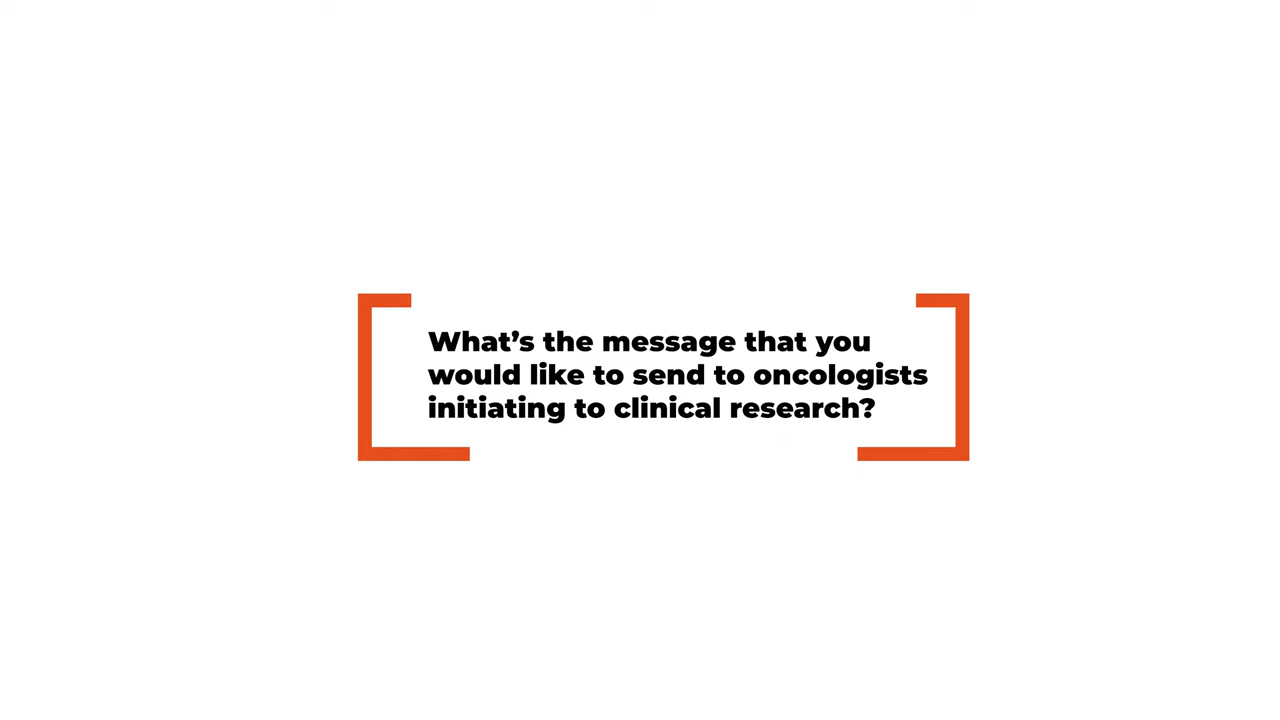 What’s the message that you
would like to send to oncologists
initiating to clinical research?